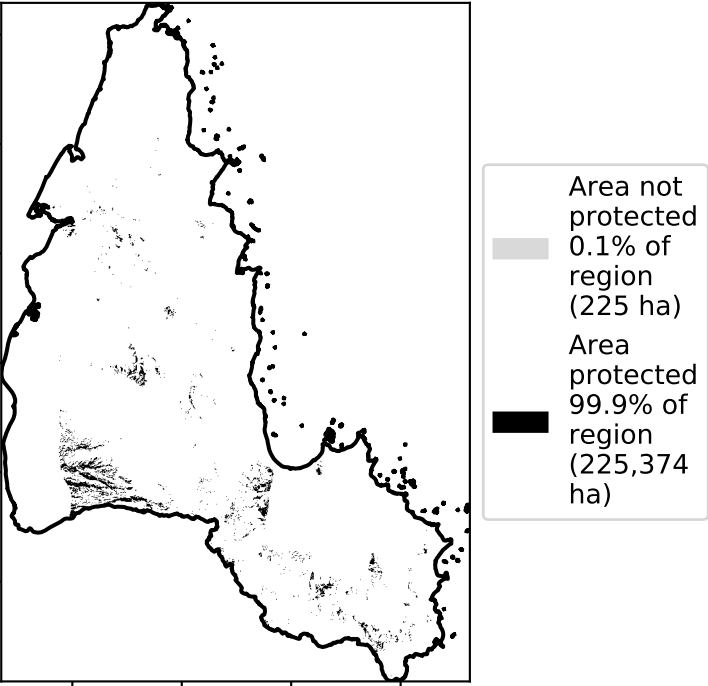 Area not
protected
0.1% of
region
(225 ha)
Area
protected
99.9% of
region
(225,374
ha)